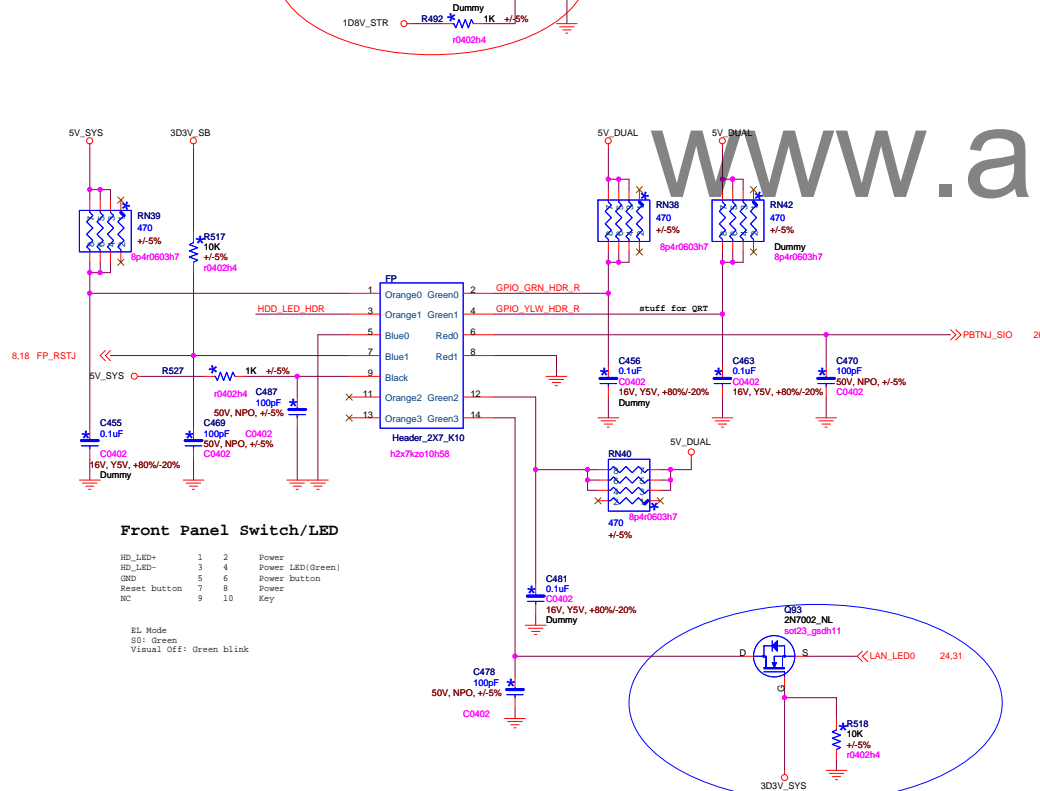 Dummy
1D8V_STR R492 1K +/-5%
r0402h4
www.a
5V_SYS 3D3V_SB 5V_DUAL 5V_DUAL
RN39
470
+/-5%
8p4r0603h7
R517
10K
+/-5%
r0402h4
RN38
470
+/-5%
8p4r0603h7
RN42
470
+/-5%
Dummy
8p4r0603h7
FP
1 Orange0 Green0 2 GPIO_GRN_HDR_R
HDD_LED_HDR 3 Orange1 Green1 4 GPIO_YLW_HDR_R stuff for QRT
5 Blue0 Red0 6 PBTNJ_SIO 26
8,18 FP_RSTJ 7 Blue1 Red1 8
5V_SYS R527 1K +/-5% 9 Black
r0402h4
11 Orange2 Green2 12
13 Orange3 Green3 14
Header_2X7_K10
h2x7kzo10h58
C487
100pF
50V, NPO, +/-5%
C0402
C455
0.1uF
C0402
16V, Y5V, +80%/-20%
Dummy
C469
100pF
50V, NPO, +/-5%
C0402
C456
0.1uF
C0402
16V, Y5V, +80%/-20%
Dummy
C463
0.1uF
C0402
16V, Y5V, +80%/-20%
C470
100pF
50V, NPO, +/-5%
C0402
5V_DUAL
RN40
8p4r0603h7
470
+/-5%
Front Panel Switch/LED
HD_LED+ 1 2 Power
HD_LED- 3 4 Power LED(Green)
GND 5 6 Power button
Reset button 7 8 Power
NC 9 10 Key
EL Mode
S0: Green
Visual Off: Green blink
C481
0.1uF
C0402
16V, Y5V, +80%/-20%
Dummy
C478
100pF
50V, NPO, +/-5%
C0402
Q93
2N7002_NL
sot23_gsdh11
D S LAN_LED0 24,31
G
R518
10K
+/-5%
r0402h4
3D3V_SYS